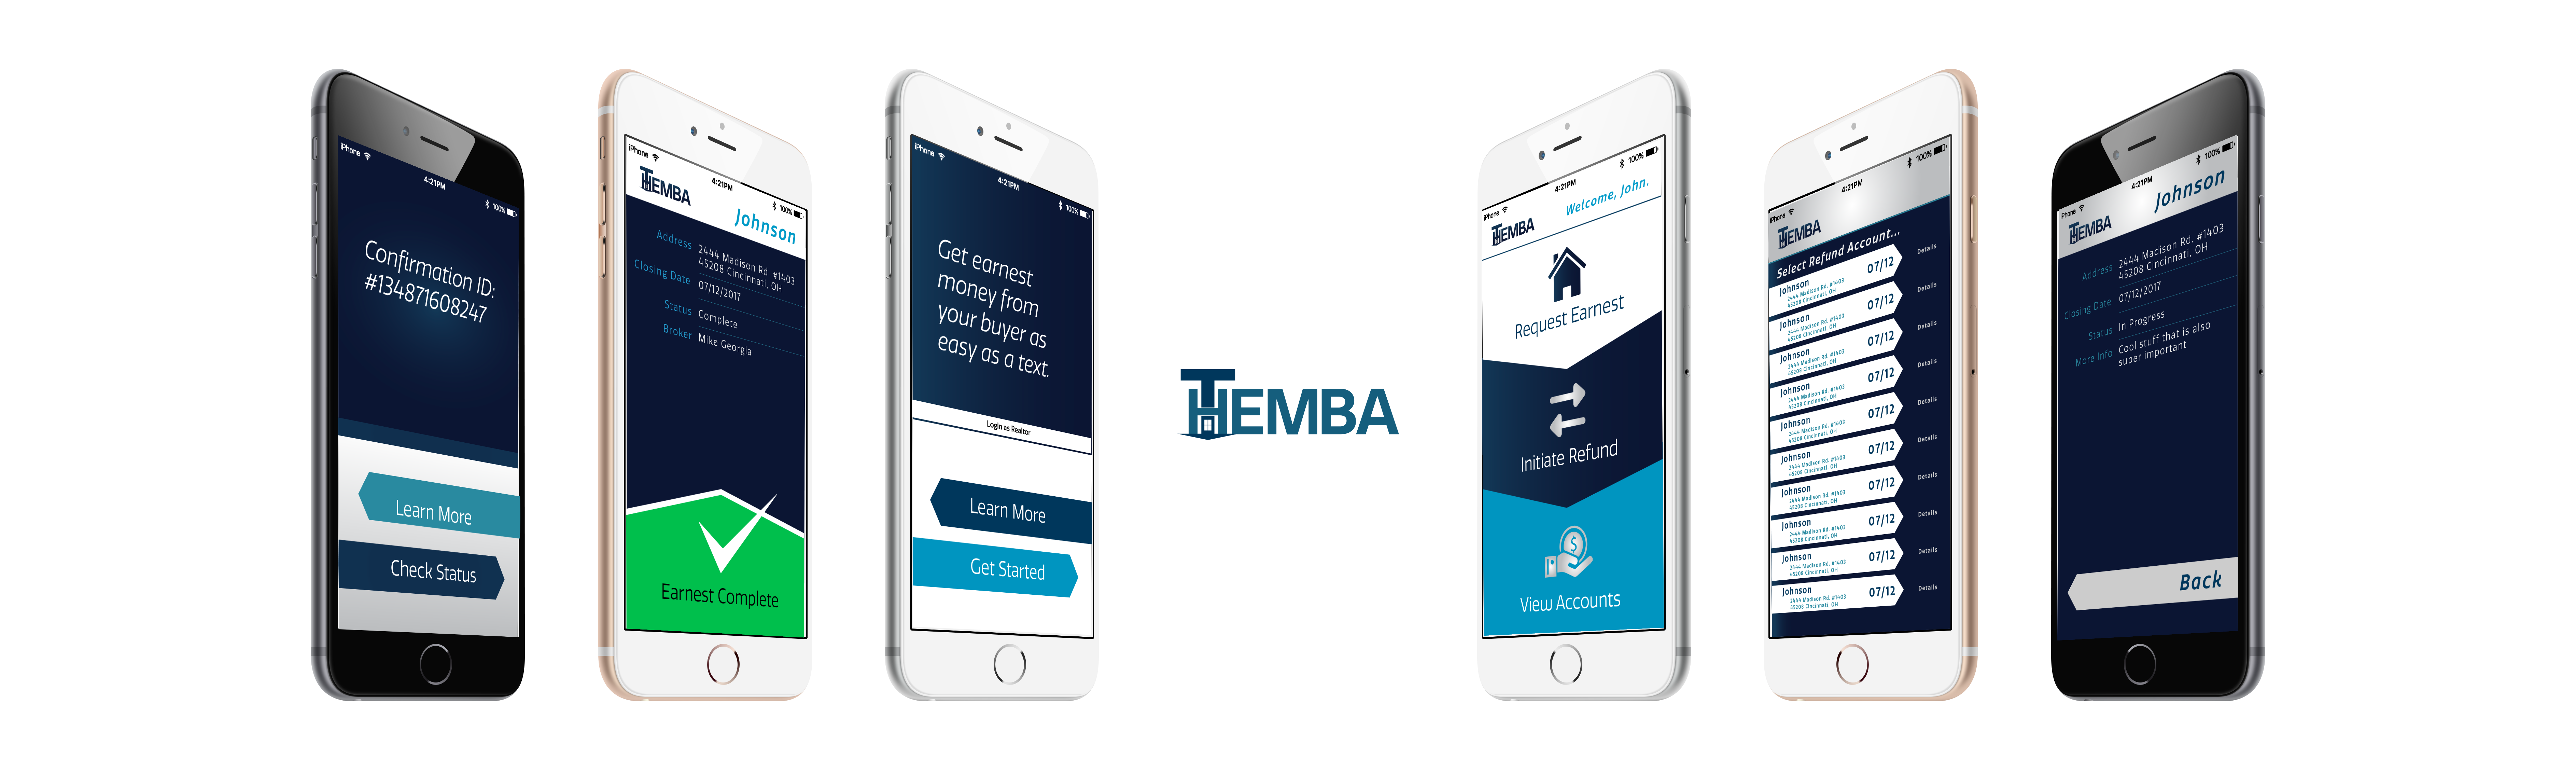 iPhone
4:21PM
100%
Confirmation ID:
#134871608247
Learn More
Check Status
iPhone
4:21PM
100%
THEMBA
Johnson
Address 2444 Madison Rd. #1403
45208 Cincinnati, OH
Closing Date 07/12/2017
Status Complete
Broker Mike Georgia
Earnest Complete
iPhone
4:21PM
100%
Get earnest
money from
your buyer as
easy as a text.
Login as Realtor
Learn More
Get Started
THEMBA
iPhone
4:21PM
100%
THEMBA
Welcome, John.
Request Earnest
Initiate Refund
$
View Accounts
iPhone
4:21PM
100%
THEMBA
Select Refund Account...
Johnson 07/12 Details
2444 Madison Rd. #1403
45208 Cincinnati, OH
Johnson 07/12 Details
2444 Madison Rd. #1403
45208 Cincinnati, OH
Johnson 07/12 Details
2444 Madison Rd. #1403
45208 Cincinnati, OH
Johnson 07/12 Details
2444 Madison Rd. #1403
45208 Cincinnati, OH
Johnson 07/12 Details
2444 Madison Rd. #1403
45208 Cincinnati, OH
Johnson 07/12 Details
2444 Madison Rd. #1403
45208 Cincinnati, OH
Johnson 07/12 Details
2444 Madison Rd. #1403
45208 Cincinnati, OH
Johnson 07/12 Details
2444 Madison Rd. #1403
45208 Cincinnati, OH
Johnson 07/12 Details
2444 Madison Rd. #1403
45208 Cincinnati, OH
Johnson 07/12 Details
2444 Madison Rd. #1403
45208 Cincinnati, OH
iPhone
4:21PM
100%
THEMBA
Johnson
Address 2444 Madison Rd. #1403
45208 Cincinnati, OH
Closing Date 07/12/2017
Status In Progress
More Info Cool stuff that is also
super important
Back